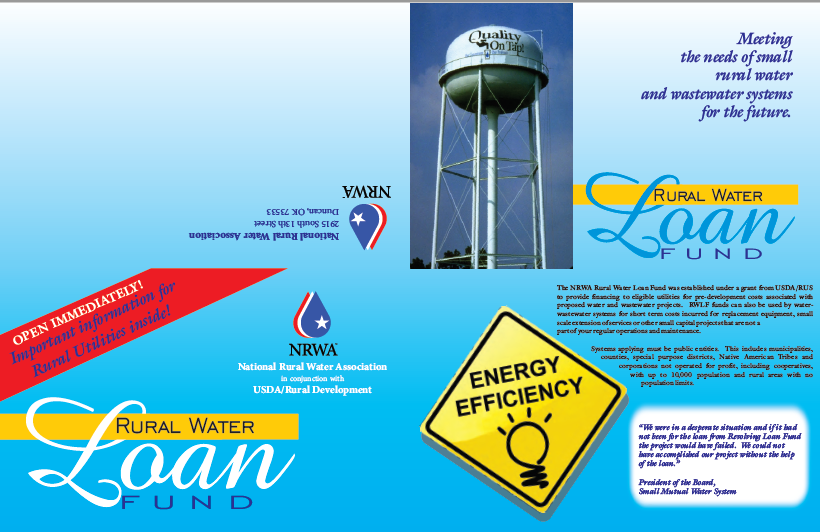 Quality
On Tap!
Meeting
the needs of small
rural water
and wastewater systems
for the future.
RURAL WATER
Loan
FUND
NRWA
National Rural Water Association
2915 South 13th Street
Duncan, OK 73533
OPEN IMMEDIATELY!
Important information for
Rural Utilities inside!
NRWA
National Rural Water Association
in conjunction with
USDA/Rural Development
RURAL WATER
Loan
FUND
The NRWA Rural Water Loan Fund was established under a grant from USDA/RUS
to provide financing to eligible utilities for pre-development costs associated with
proposed water and wastewater projects. RWLF funds can also be used by water-
wastewater systems for short term costs incurred for replacement equipment, small
scale extension of services or other small capital projects that are not a
part of your regular operations and maintenance.
Systems applying must be public entities. This includes municipalities,
counties, special purpose districts, Native American Tribes and
corporations not operated for profit, including cooperatives,
with up to 10,000 population and rural areas with no
population limits.
ENERGY
EFFICIENCY
“We were in a desperate situation and if it had
not been for the loan from Revolving Loan Fund
the project would have failed. We could not
have accomplished our project without the help
of the loan.”
President of the Board,
Small Mutual Water System